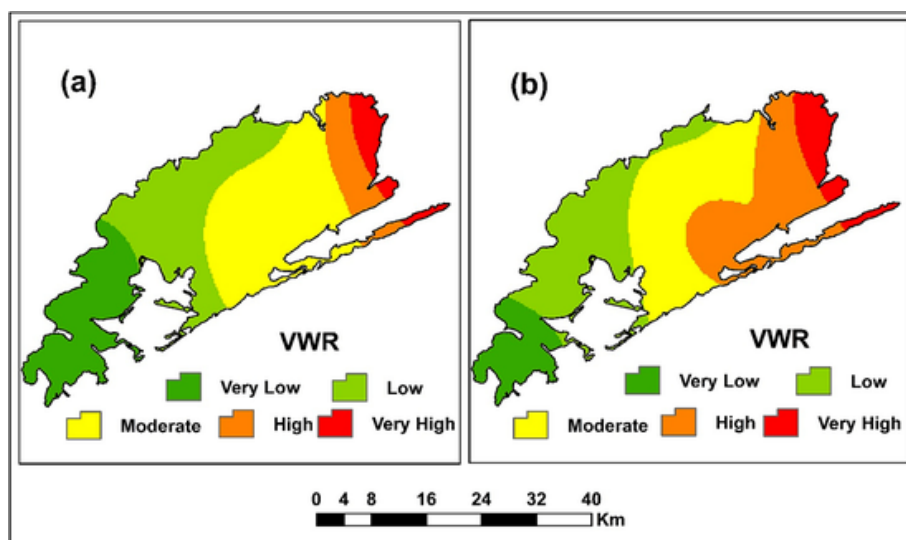 (a)
VWR
Very Low Low
Moderate High Very High
(b)
VWR
Very Low Low
Moderate High Very High
0 4 8 16 24 32 40
Km